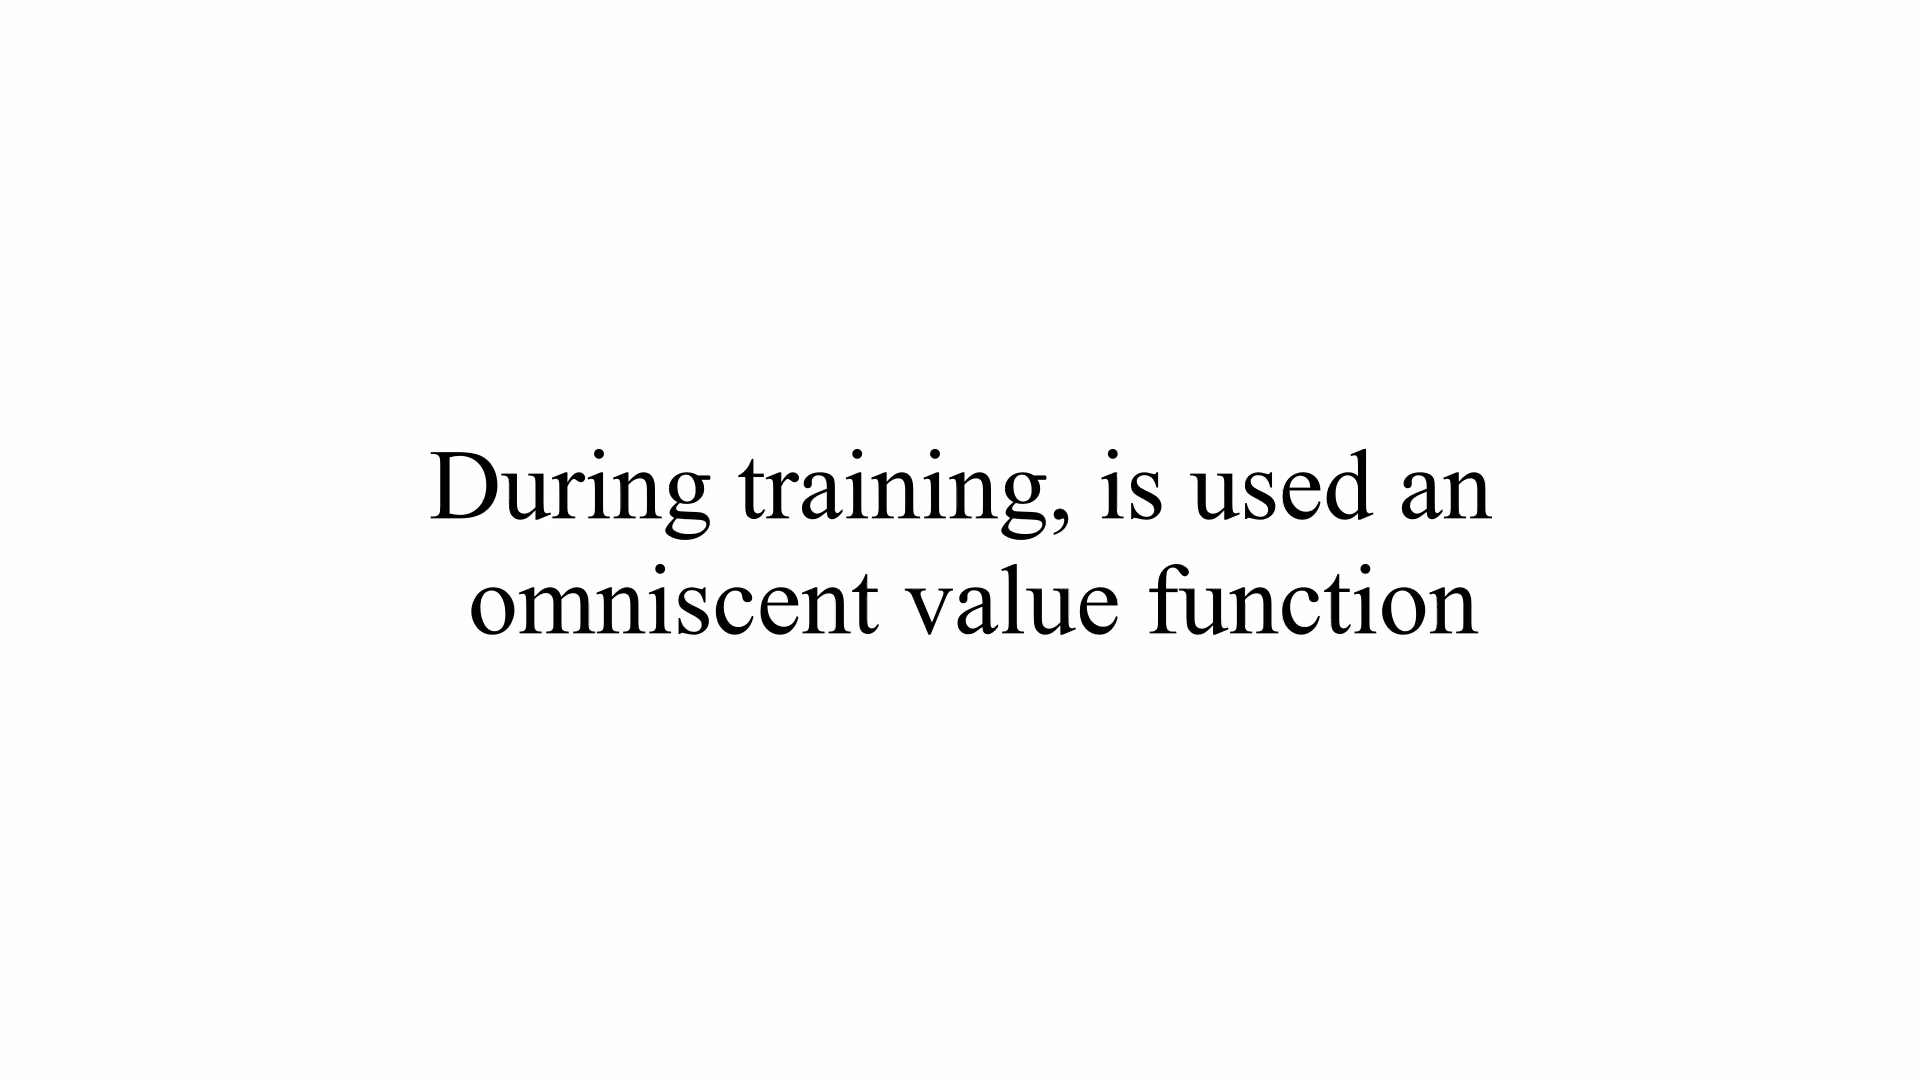 During training, is used an
omniscent value function